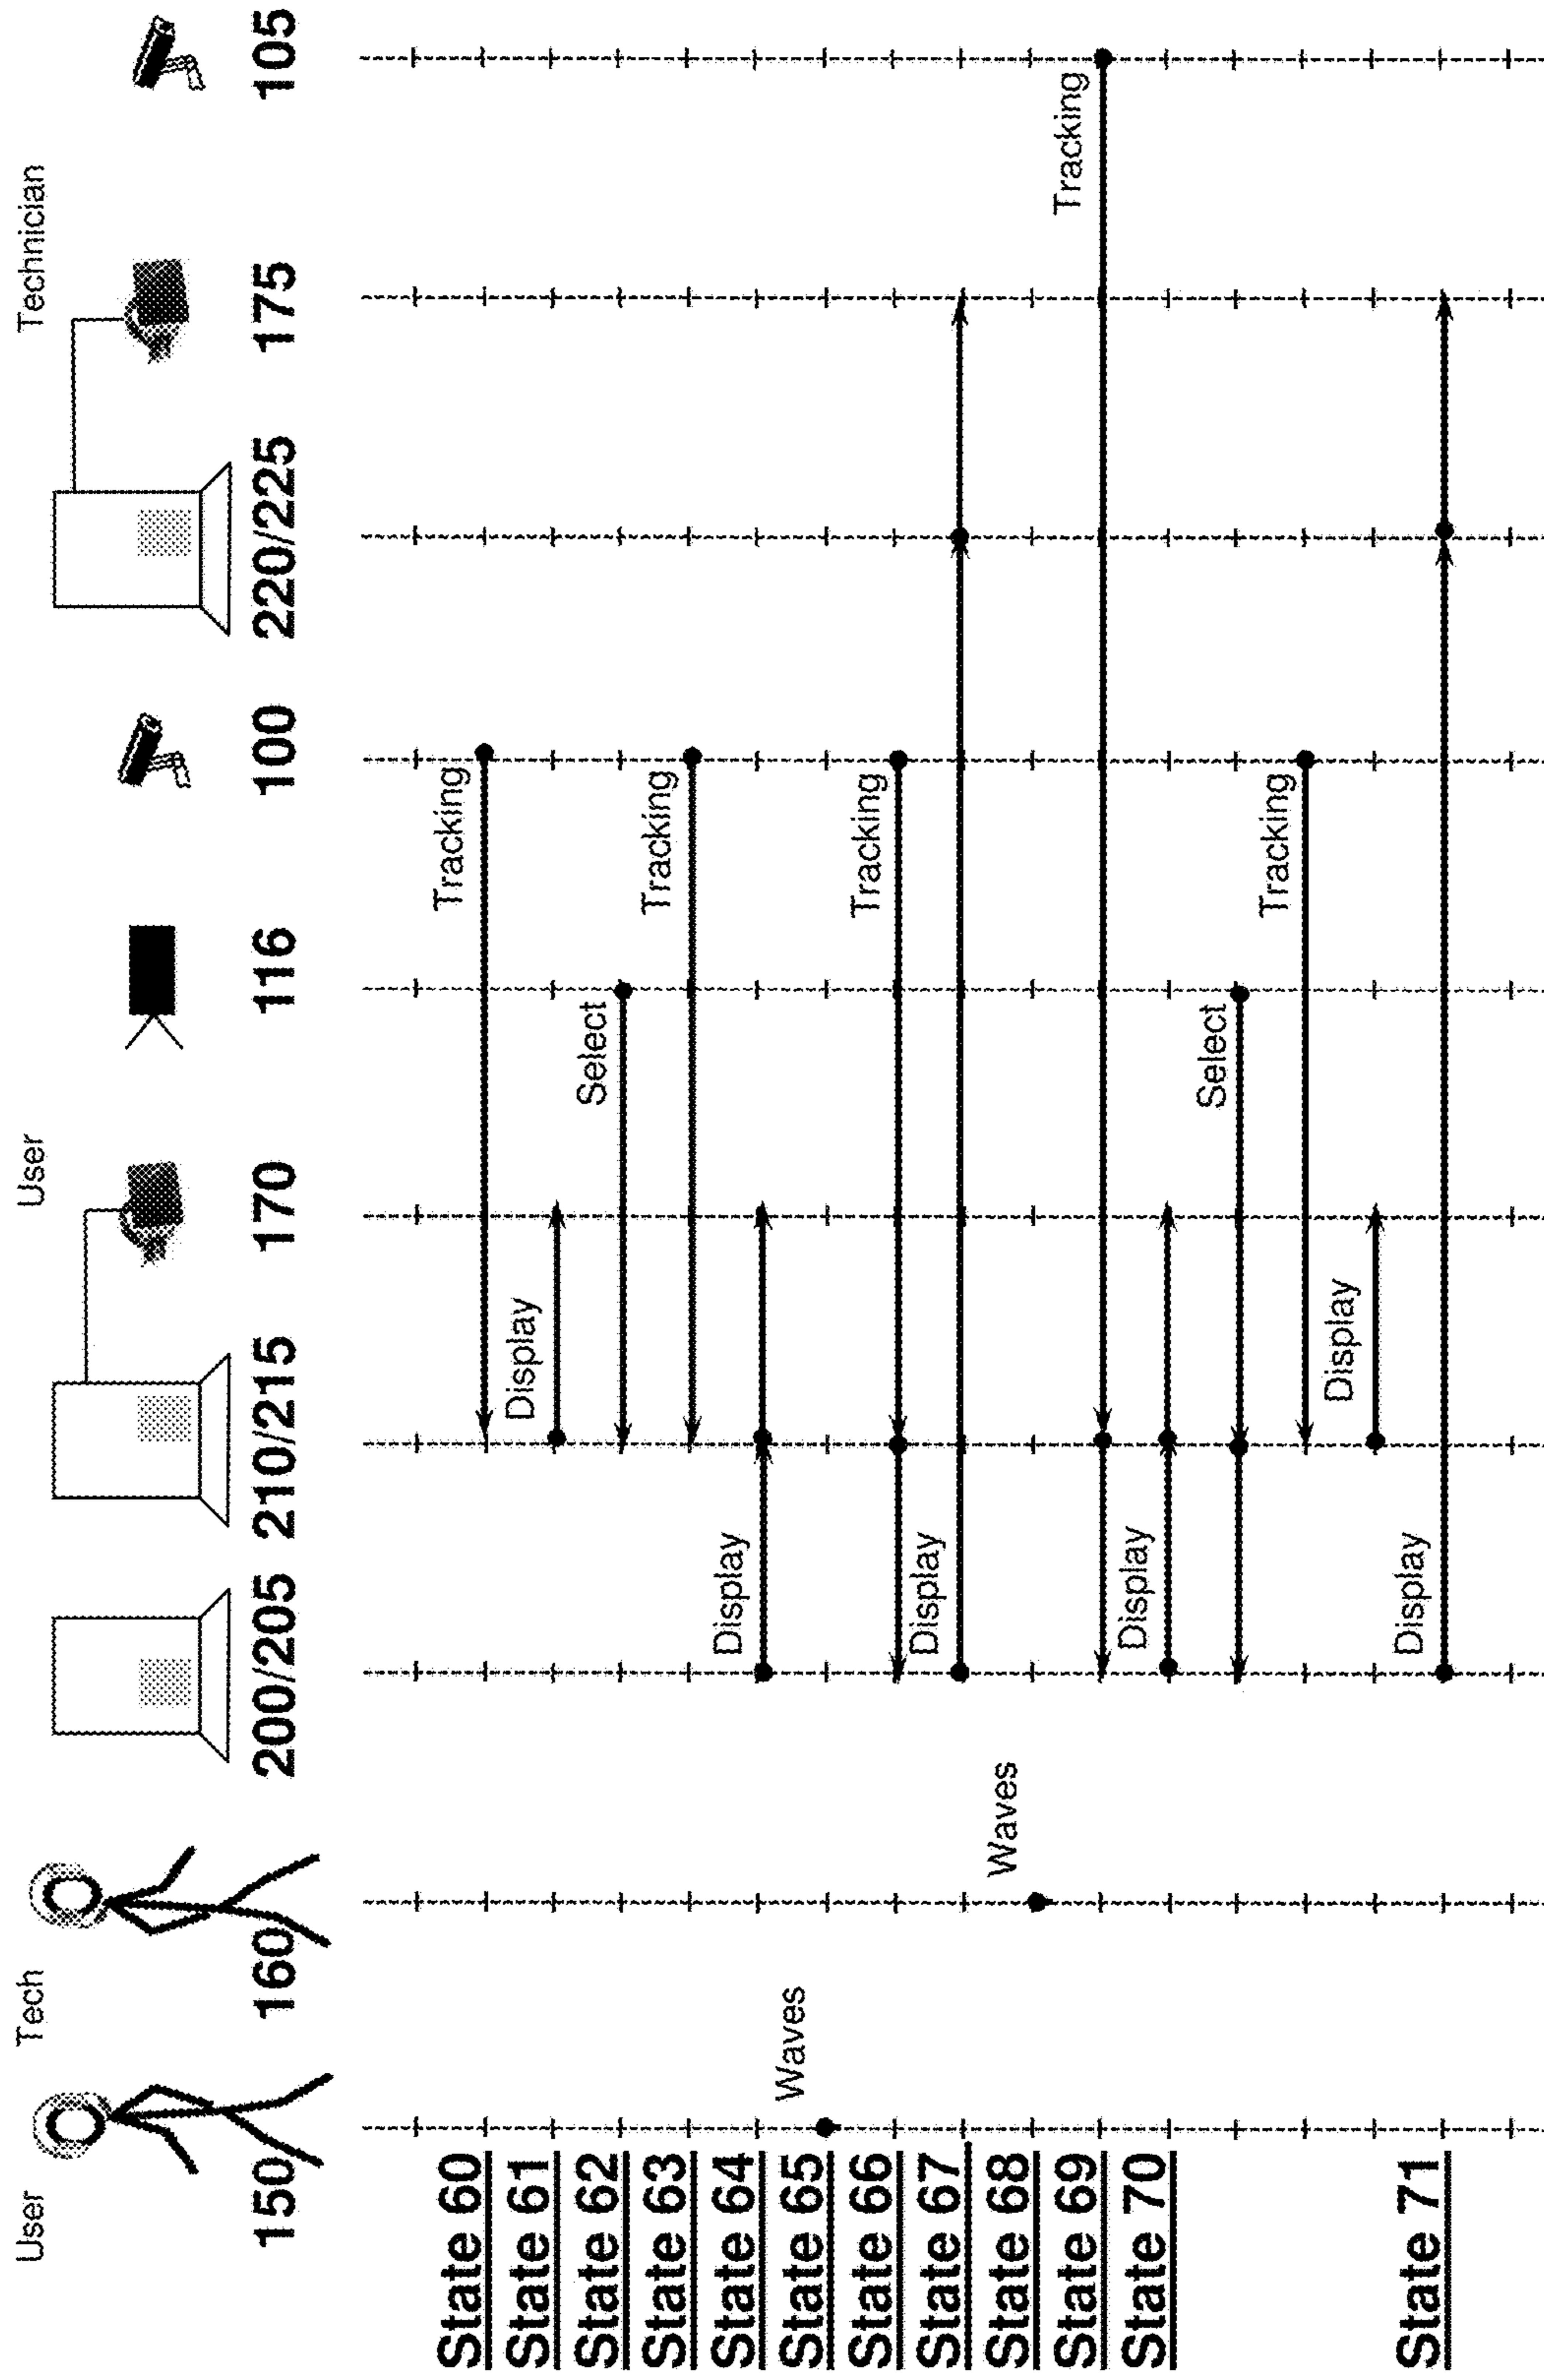 User
Tech
User
Technician
150
160
200/205
210/215
170
116
100
220/225
175
105
State 60
Tracking
State 61
Display
State 62
Select
State 63
Tracking
State 64
Display
State 65
Waves
State 66
Tracking
State 67
Display
State 68
Waves
State 69
Tracking
State 70
Display
Select
Tracking
Display
State 71
Display